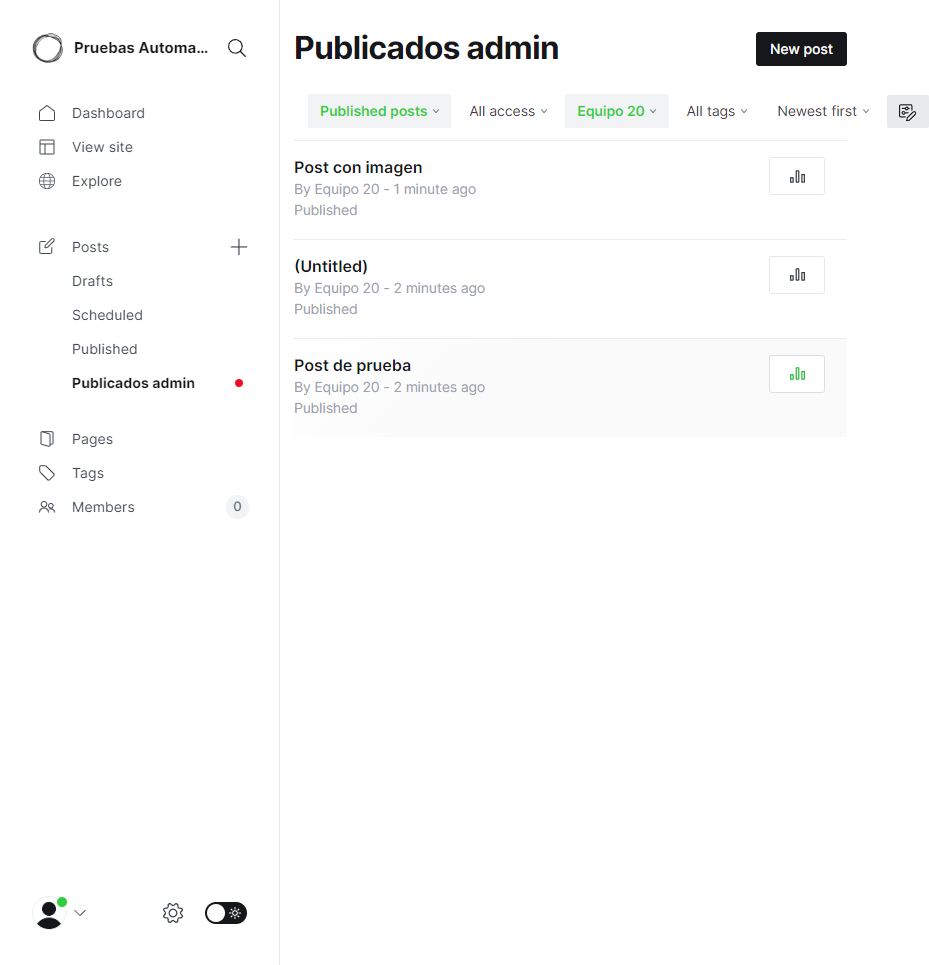 Pruebas Automa...
Dashboard
View site
Explore
Posts
Drafts
Scheduled
Published
Publicados admin
Pages
Tags
Members 0
Publicados admin
New post
Published posts All access Equipo 20 All tags Newest first
Post con imagen
By Equipo 20 - 1 minute ago
Published
(Untitled)
By Equipo 20 - 2 minutes ago
Published
Post de prueba
By Equipo 20 - 2 minutes ago
Published